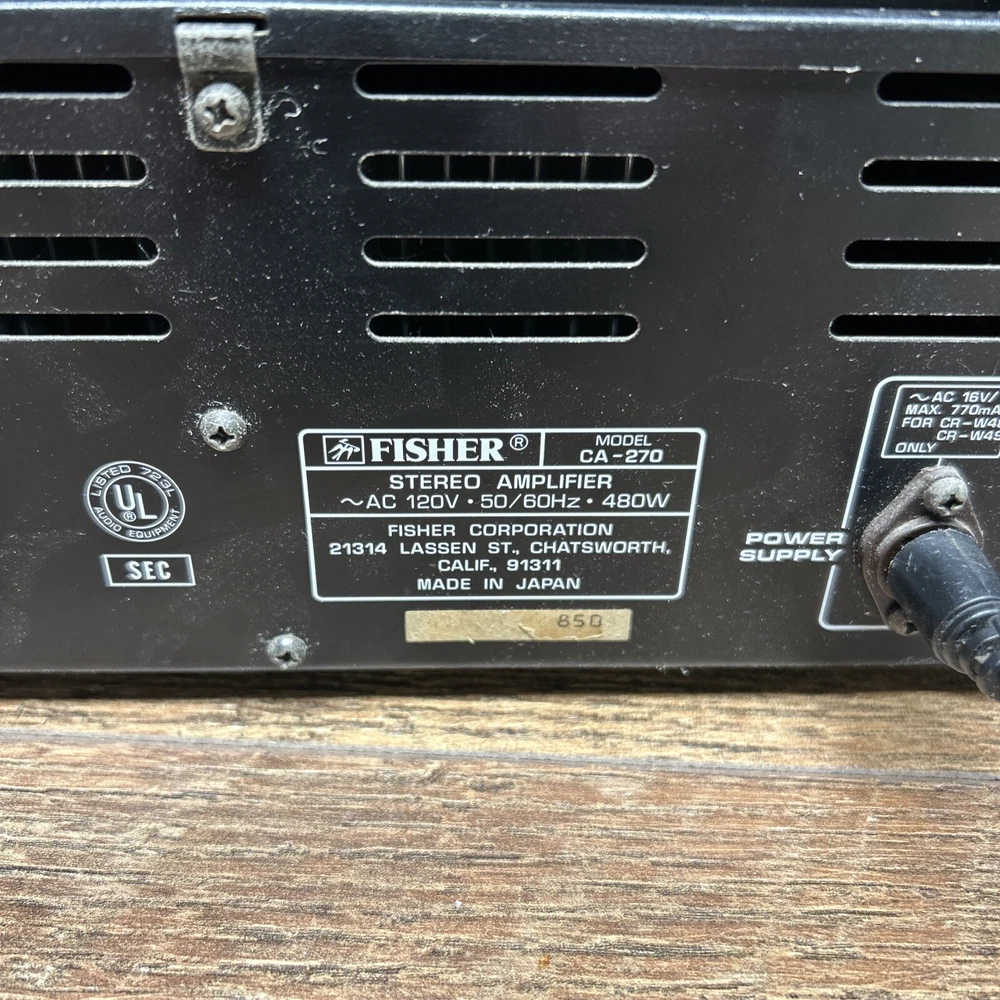 FISHER®
MODEL
CA-270
STEREO AMPLIFIER
~AC 120V · 50/60Hz · 480W
FISHER CORPORATION
21314 LASSEN ST., CHATSWORTH,
CALIF., 91311
MADE IN JAPAN
850
LISTED 723L
UL®
AUDIO EQUIPMENT
SEC
~AC 16V/
MAX. 770mA
FOR CR-W48
CR-W49
ONLY
POWER
SUPPLY